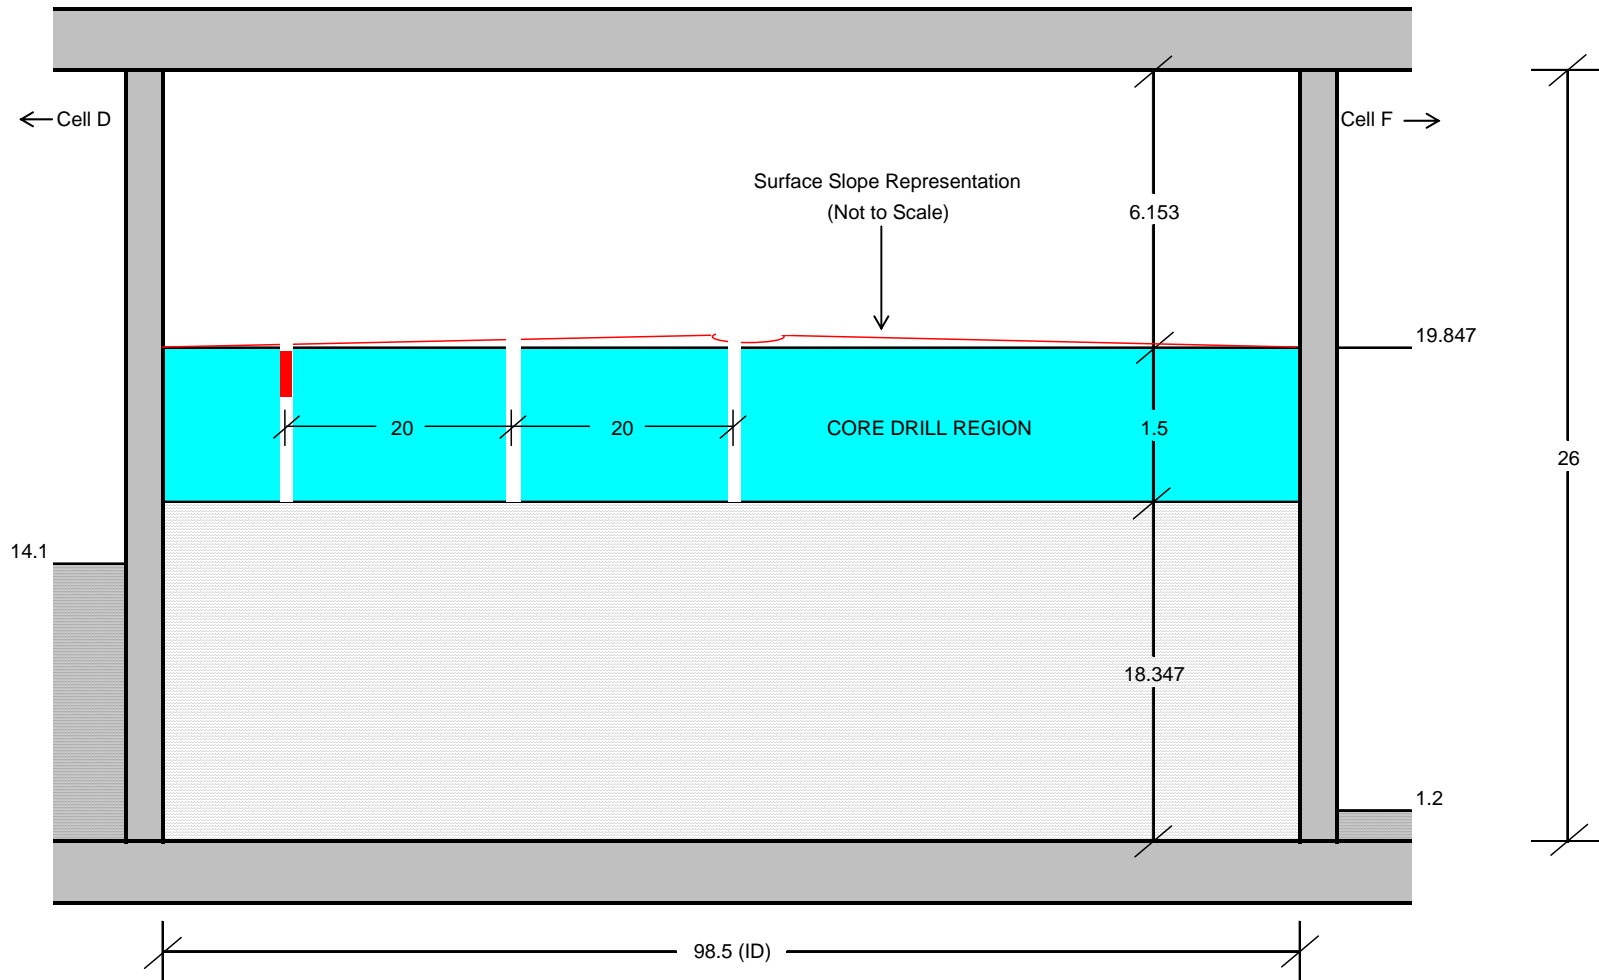 Cell D
Cell F
Surface Slope Representation
(Not to Scale)
6.153
19.847
20
20
CORE DRILL REGION
1.5
26
14.1
18.347
1.2
98.5 (ID)